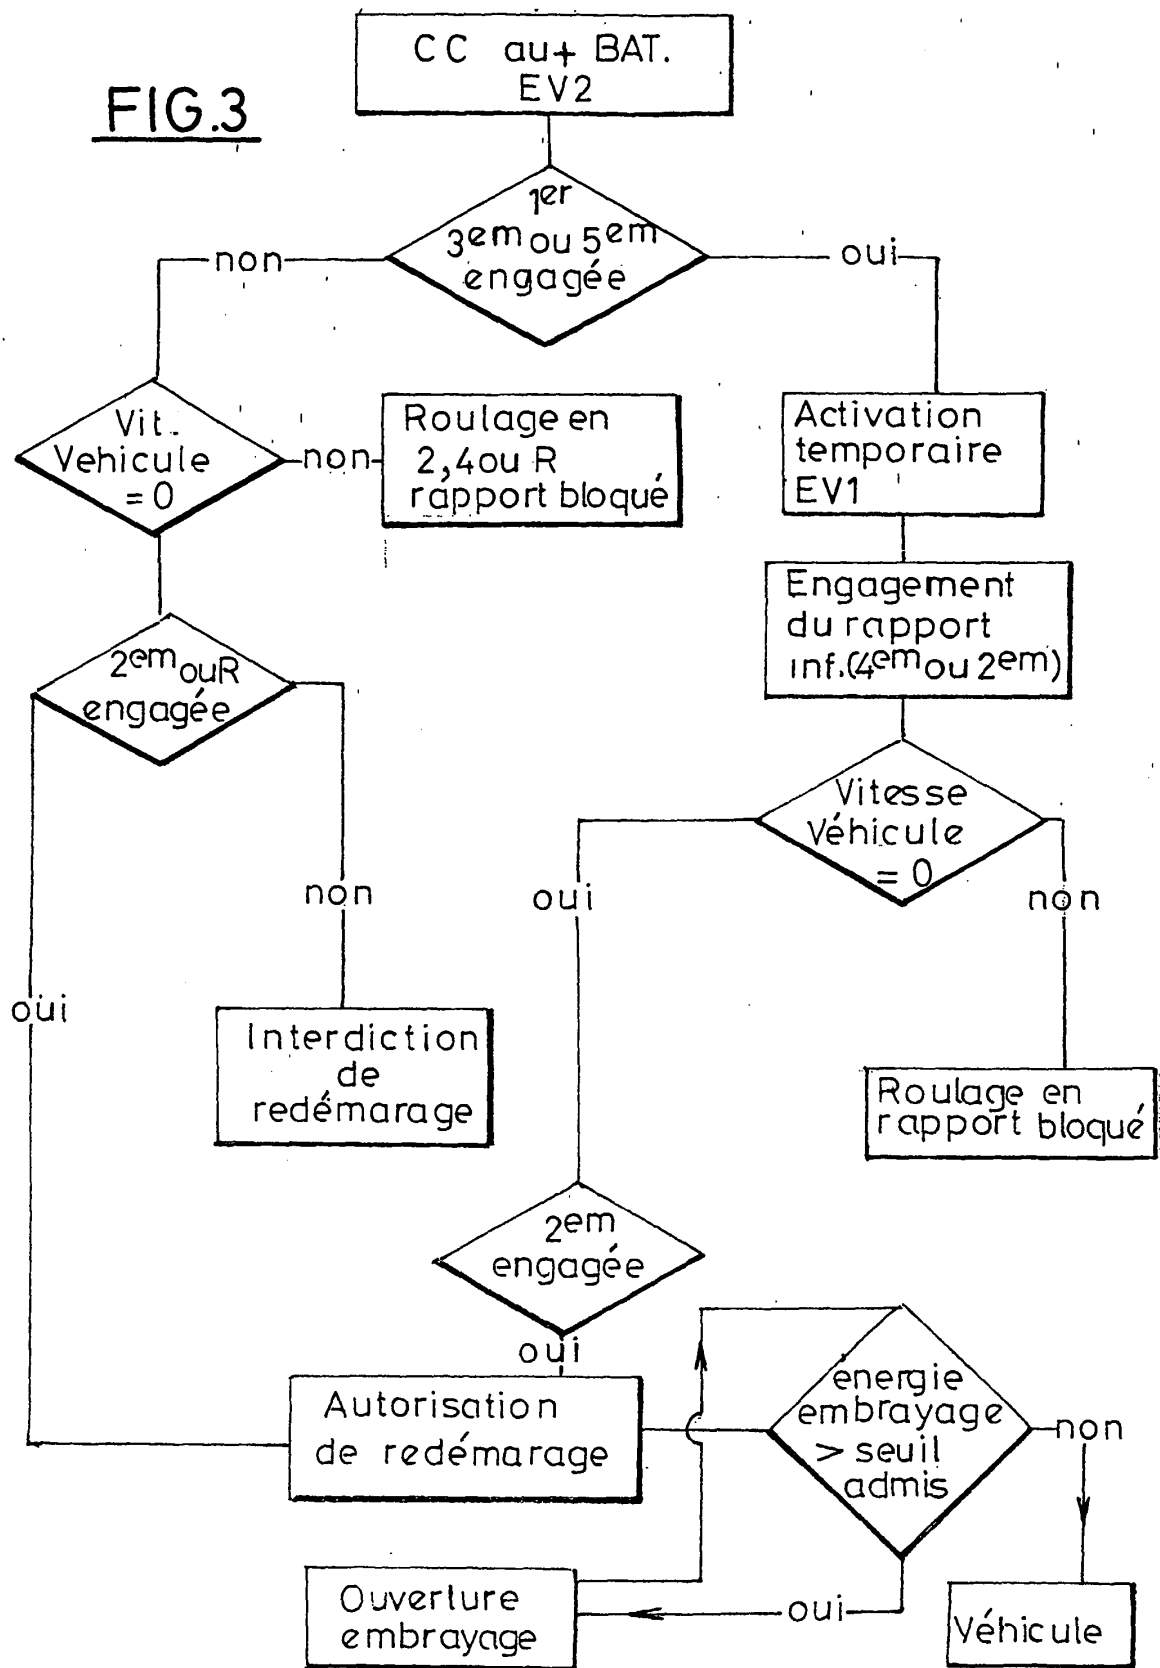 CC au+ BAT.
EV2
FIG.3
1er
3em ou 5em
engagée
non
oui
Vit.
Vehicule
= 0
non
Roulage en
2,4 ou R
rapport bloqué
Activation
temporaire
EV1
Engagement
du rapport
inf.(4em ou 2em)
2em ou R
engagée
Vitesse
Véhicule
= 0
non
oui
non
oui
Interdiction
de
redémarage
Roulage en
rapport bloqué
2em
engagée
oui
Autorisation
de redémarage
energie
embrayage
> seuil
admis
non
Ouverture
embrayage
oui
Véhicule